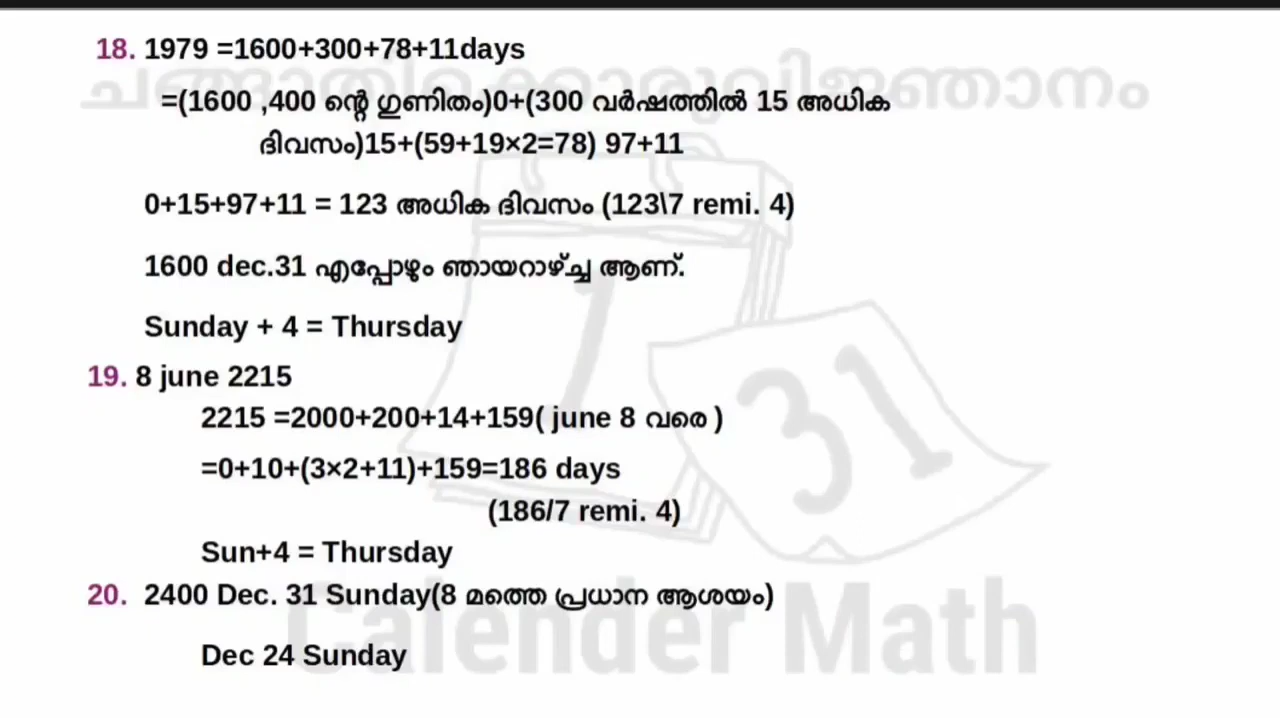 ചങ്ങാതിക്കൊരുവിജ്ഞാനം
18. 1979 =1600+300+78+11days
=(1600 ,400 ന്റെ ഗുണിതം)0+(300 വർഷത്തിൽ 15 അധിക
ദിവസം)15+(59+19×2=78) 97+11
0+15+97+11 = 123 അധിക ദിവസം (123\7 remi. 4)
1600 dec.31 എപ്പോഴും ഞായറാഴ്ച്ച ആണ്.
Sunday + 4 = Thursday
19. 8 june 2215
2215 =2000+200+14+159( june 8 വരെ )
=0+10+(3×2+11)+159=186 days
(186/7 remi. 4)
Sun+4 = Thursday
20. 2400 Dec. 31 Sunday(8 മത്തെ പ്രധാന ആശയം)
Dec 24 Sunday
1
31
Calender Math